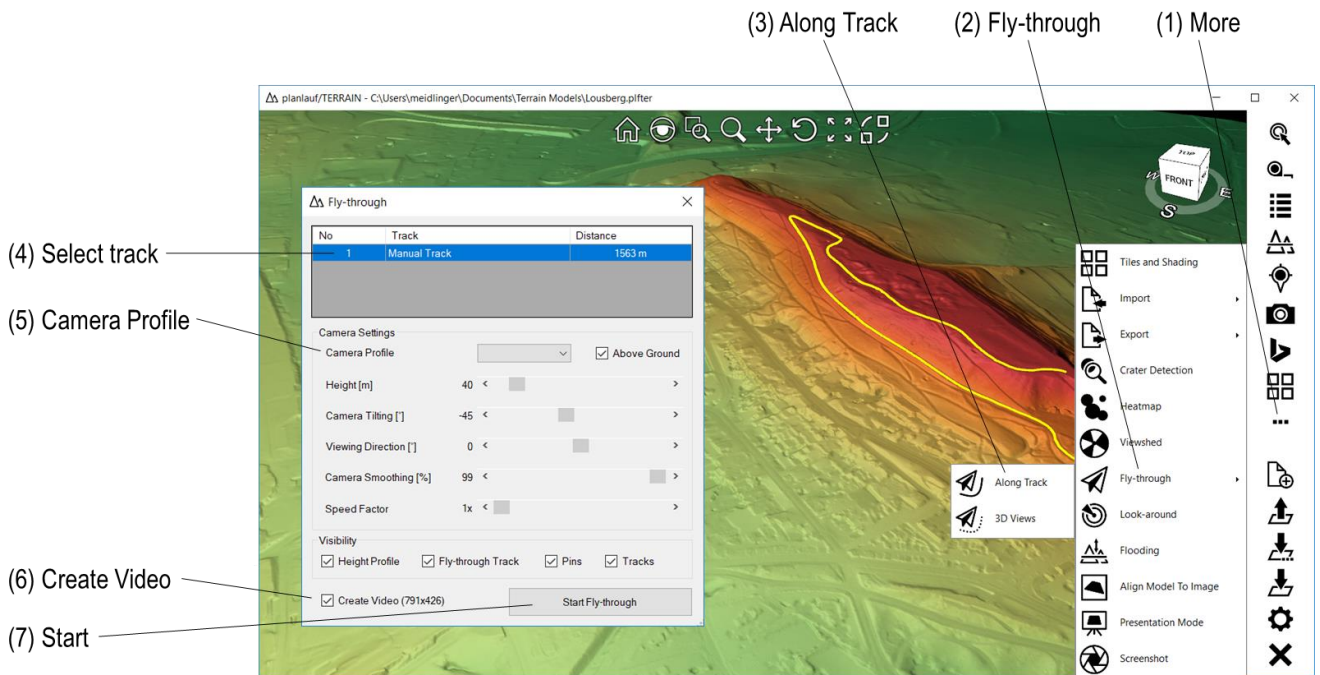 (3) Along Track
(2) Fly-through
(1) More
planlauf/TERRAIN - C:\Users\meidlinger\Documents\Terrain Models\Lousberg.plfter
TOP
FRONT
W
E
S
Fly-through
No Track Distance
1 Manual Track 1563 m
(4) Select track
(5) Camera Profile
Camera Settings
Camera Profile
Above Ground
Height [m] 40
Camera Tilting [°] -45
Viewing Direction [°] 0
Camera Smoothing [%] 99
Speed Factor 1x
Visibility
Height Profile Fly-through Track Pins Tracks
(6) Create Video
Create Video (791x426)
Start Fly-through
(7) Start
Tiles and Shading
Import
Export
Crater Detection
Heatmap
Viewshed
Fly-through
Along Track
3D Views
Look-around
Flooding
Align Model To Image
Presentation Mode
Screenshot